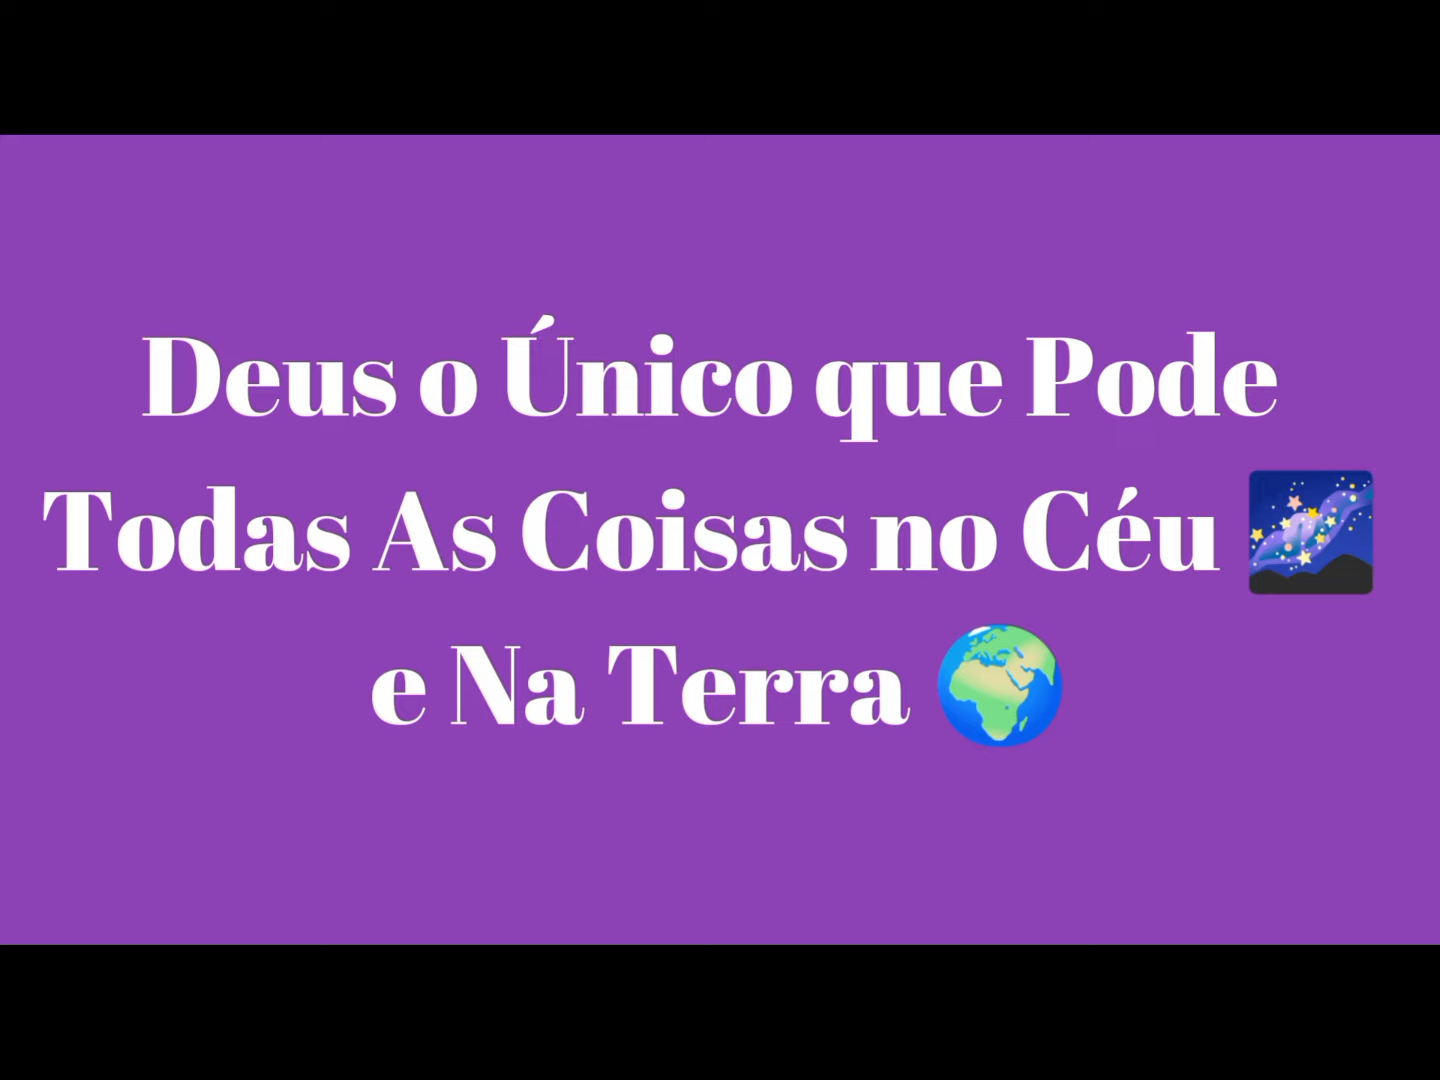 Deus o Único que Pode
Todas As Coisas no Céu 🌌
e Na Terra 🌍